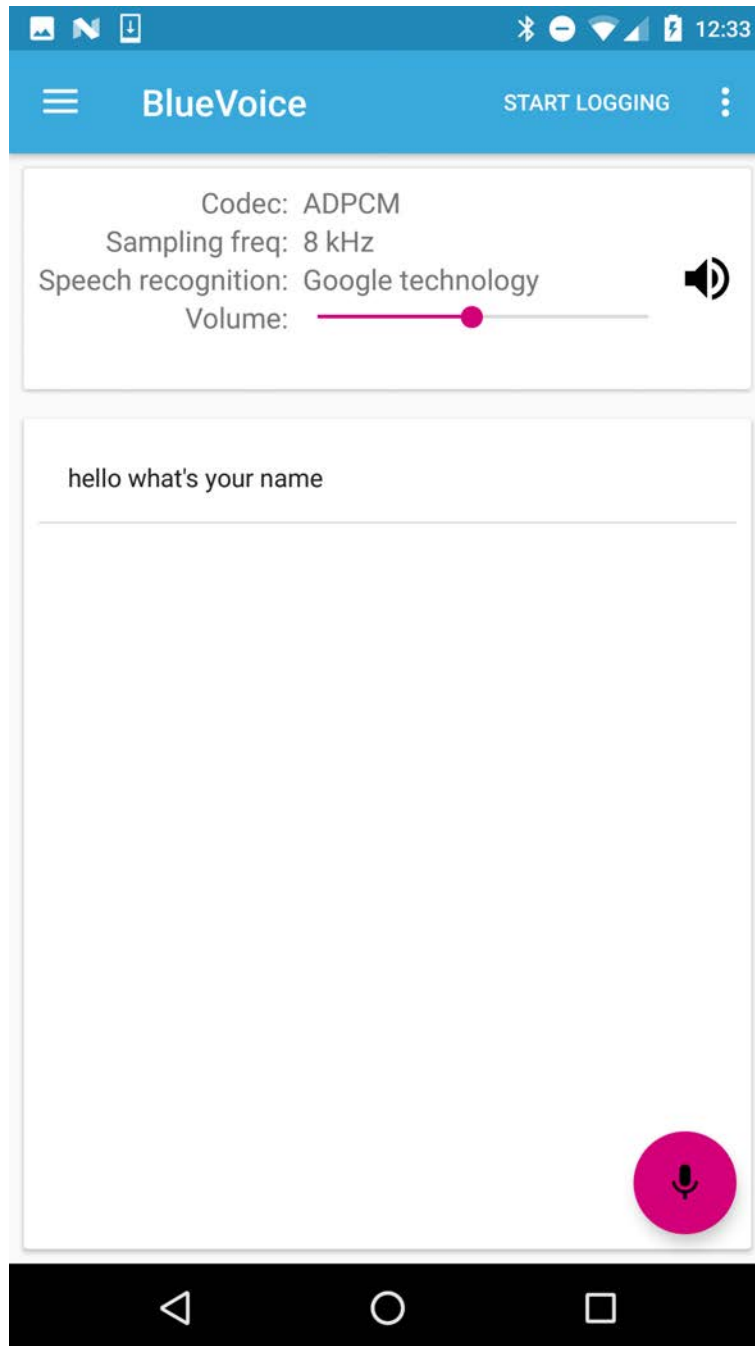 12:33
BlueVoice START LOGGING
Codec: ADPCM
Sampling freq: 8 kHz
Speech recognition: Google technology
Volume:
hello what's your name